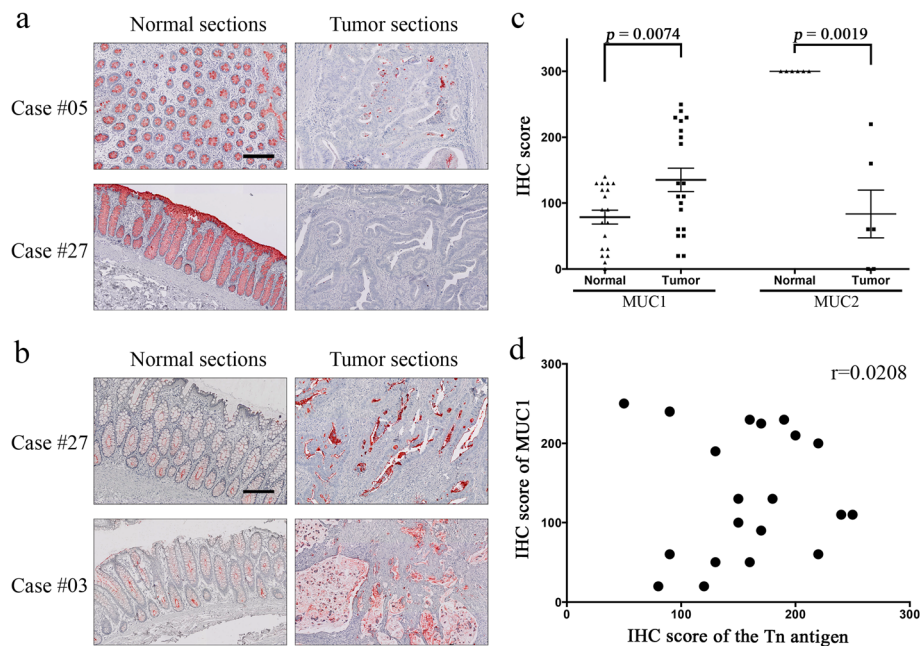 a
Normal sections
Tumor sections
Case #05
Case #27
b
Normal sections
Tumor sections
Case #27
Case #03
c
p = 0.0074
p = 0.0019
IHC score
300
200
100
0
Normal
Tumor
Normal
Tumor
MUC1
MUC2
d
r=0.0208
IHC score of MUC1
300
200
100
0
0
100
200
300
IHC score of the Tn antigen